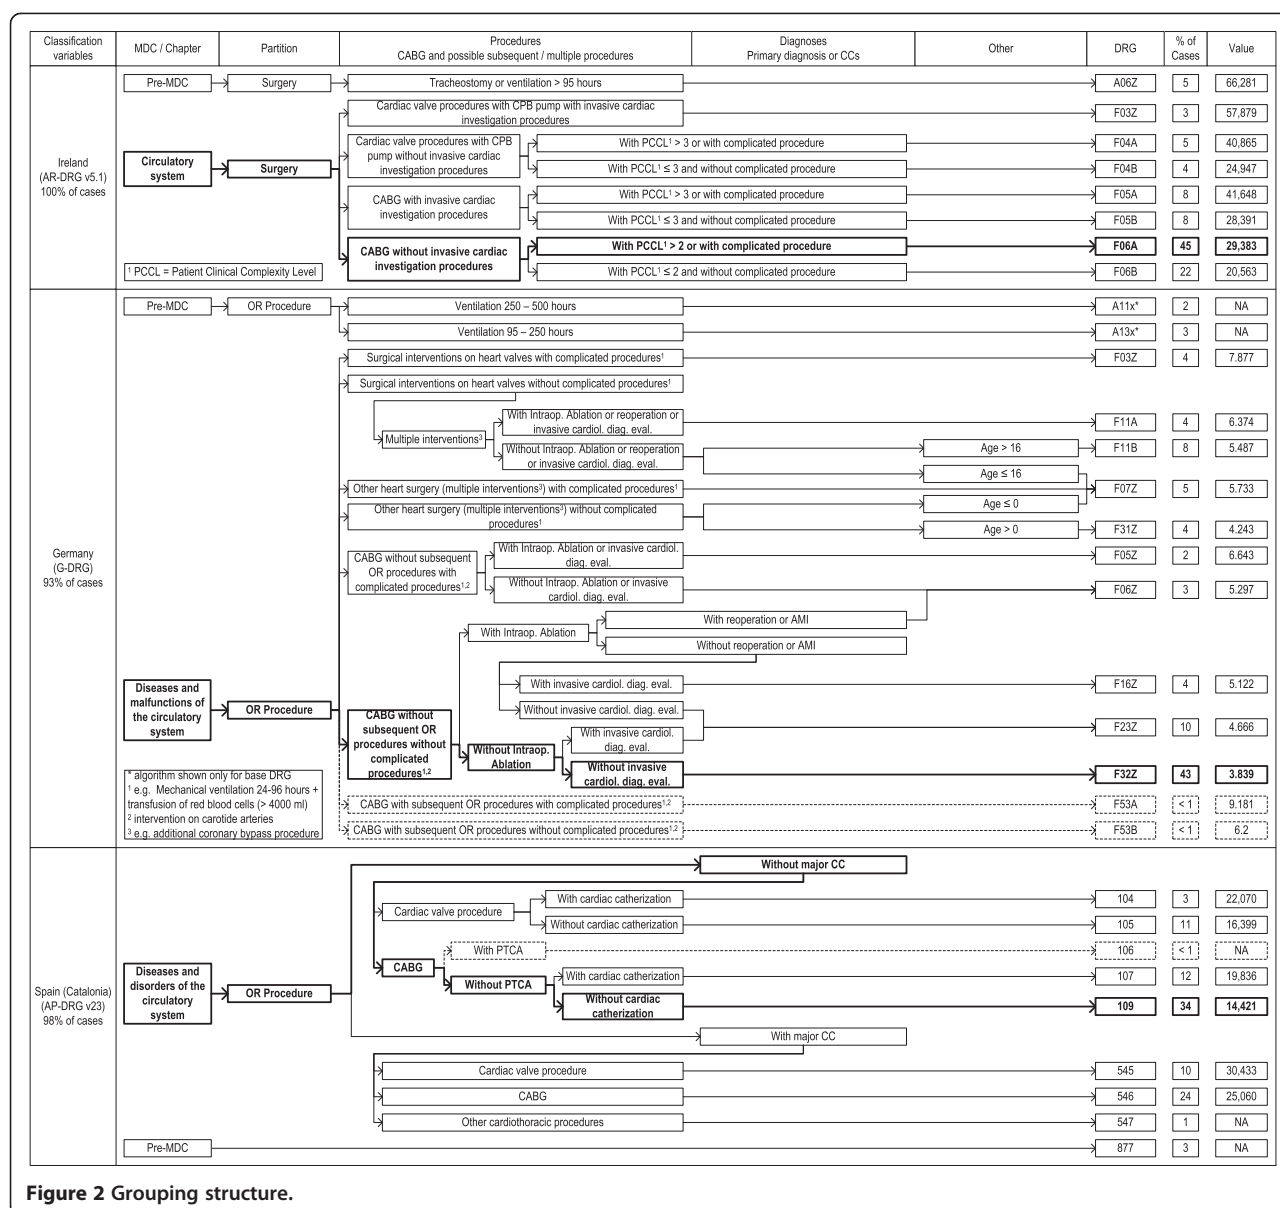 Classification variables
MDC / Chapter
Partition
Procedures
CABG and possible subsequent / multiple procedures
Diagnoses
Primary diagnosis or CCs
Other
DRG
% of Cases
Value
Ireland
(AR-DRG v5.1)
100% of cases
Pre-MDC
Surgery
Tracheostomy or ventilation > 95 hours
A06Z
5
66,281
Cardiac valve procedures with CPB pump with invasive cardiac
investigation procedures
F03Z
3
57,879
Circulatory
system
Surgery
Cardiac valve procedures with CPB
pump without invasive cardiac
investigation procedures
With PCCL¹ > 3 or with complicated procedure
F04A
5
40,865
With PCCL¹ ≤ 3 and without complicated procedure
F04B
4
24,947
CABG with invasive cardiac
investigation procedures
With PCCL¹ > 3 or with complicated procedure
F05A
8
41,648
With PCCL¹ ≤ 3 and without complicated procedure
F05B
8
28,391
CABG without invasive cardiac
investigation procedures
With PCCL¹ > 2 or with complicated procedure
F06A
45
29,383
With PCCL¹ ≤ 2 and without complicated procedure
F06B
22
20,563
¹ PCCL = Patient Clinical Complexity Level
Germany
(G-DRG)
93% of cases
Pre-MDC
OR Procedure
Ventilation 250 – 500 hours
A11x*
2
NA
Ventilation 95 – 250 hours
A13x*
3
NA
Surgical interventions on heart valves with complicated procedures¹
F03Z
4
7.877
Surgical interventions on heart valves without complicated procedures¹
Multiple interventions³
With Intraop. Ablation or reoperation or
invasive cardiol. diag. eval.
F11A
4
6.374
Without Intraop. Ablation or reoperation
or invasive cardiol. diag. eval.
Age > 16
F11B
8
5.487
Age ≤ 16
Other heart surgery (multiple interventions³) with complicated procedures¹
F07Z
5
5.733
Age ≤ 0
Other heart surgery (multiple interventions³) without complicated
procedures¹
Age > 0
F31Z
4
4.243
CABG without subsequent
OR procedures with
complicated procedures¹,²
With Intraop. Ablation or invasive cardiol.
diag. eval.
F05Z
2
6.643
Without Intraop. Ablation or invasive
cardiol. diag. eval.
F06Z
3
5.297
With Intraop. Ablation
With reoperation or AMI
Without reoperation or AMI
Diseases and
malfunctions of
the circulatory
system
OR Procedure
CABG without
subsequent OR
procedures without
complicated
procedures¹,²
With invasive cardiol. diag. eval.
F16Z
4
5.122
Without invasive cardiol. diag. eval.
F23Z
10
4.666
Without Intraop.
Ablation
With invasive cardiol.
diag. eval.
Without invasive
cardiol. diag. eval.
F32Z
43
3.839
* algorithm shown only for base DRG
¹ e.g. Mechanical ventilation 24-96 hours +
transfusion of red blood cells (> 4000 ml)
² intervention on carotide arteries
³ e.g. additional coronary bypass procedure
CABG with subsequent OR procedures with complicated procedures¹,²
F53A
< 1
9.181
CABG with subsequent OR procedures without complicated procedures¹,²
F53B
< 1
6.2
Spain (Catalonia)
(AP-DRG v23)
98% of cases
Without major CC
Cardiac valve procedure
With cardiac catherization
104
3
22,070
Without cardiac catherization
105
11
16,399
Diseases and
disorders of the
circulatory
system
OR Procedure
CABG
With PTCA
106
< 1
NA
Without PTCA
With cardiac catherization
107
12
19,836
Without cardiac
catherization
109
34
14,421
With major CC
Cardiac valve procedure
545
10
30,433
CABG
546
24
25,060
Other cardiothoracic procedures
547
1
NA
Pre-MDC
877
3
NA
Figure 2 Grouping structure.